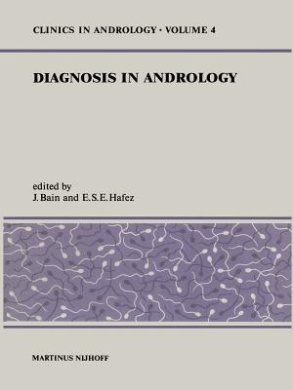 CLINICS IN ANDROLOGY • VOLUME 4
DIAGNOSIS IN ANDROLOGY
edited by
J. Bain and E.S.E. Hafez
MARTINUS NIJHOFF